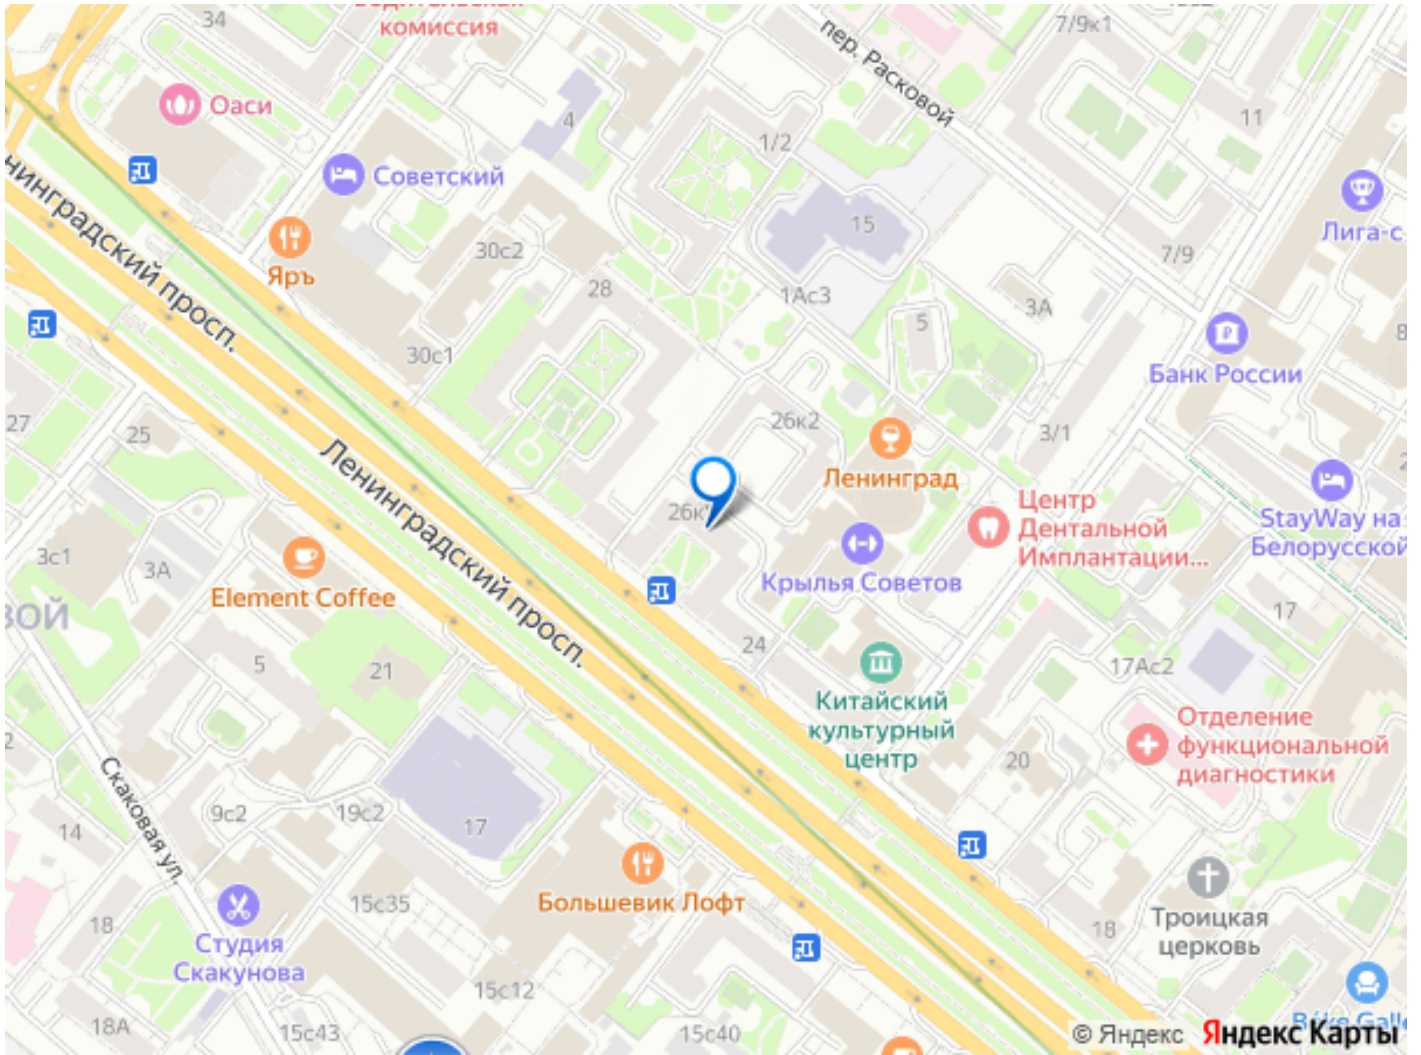 34
комиссия
7/9к1
пер. Расковой
Оаси
4
1/2
11
Советский
Лига-с
15
30с2
7/9
Яръ
28
1Ас3
3А
5
30с1
Банк России
Ленинградский просп.
27
25
26к2
3/1
Ленинград
26к
Центр
Дентальной
Имплантации...
StayWay на
Белорусской
Крылья Советов
3с1
3А
Element Coffee
17
24
5
21
17Ас2
Китайский
культурный
центр
Отделение
функциональной
диагностики
20
Скаковая ул.
9с2
19с2
14
17
Большевик Лофт
15с35
18
Студия
Скакунова
18
Троицкая
церковь
15с12
18А
15с43
15с40
© Яндекс
Яндекс Карты